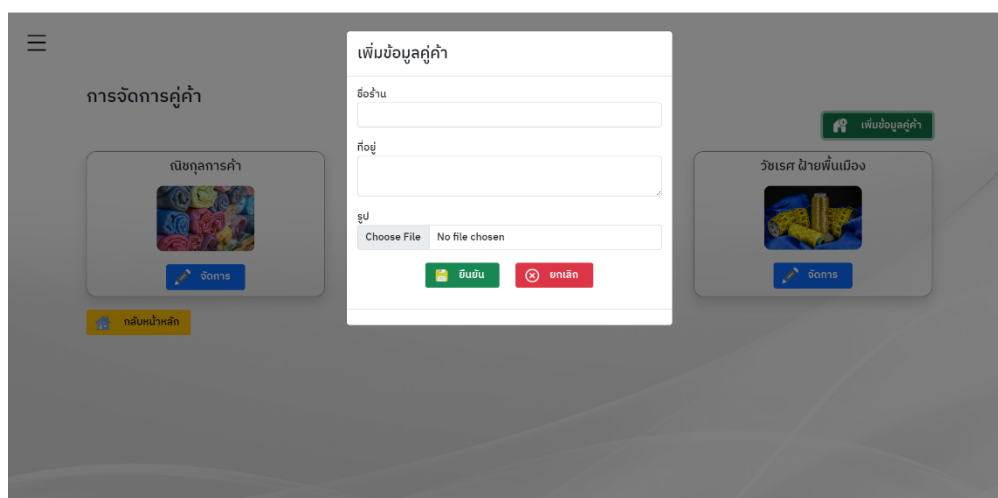 เพิ่มข้อมูลคู่ค้า
การจัดการคู่ค้า
ชื่อร้าน
เพิ่มข้อมูลคู่ค้า
ที่อยู่
ณิชกุลการค้า
วัชเรศ ฝ้ายพื้นเมือง
รูป
Choose File No file chosen
ยืนยัน ยกเลิก
จัดการ
จัดการ
กลับหน้าหลัก